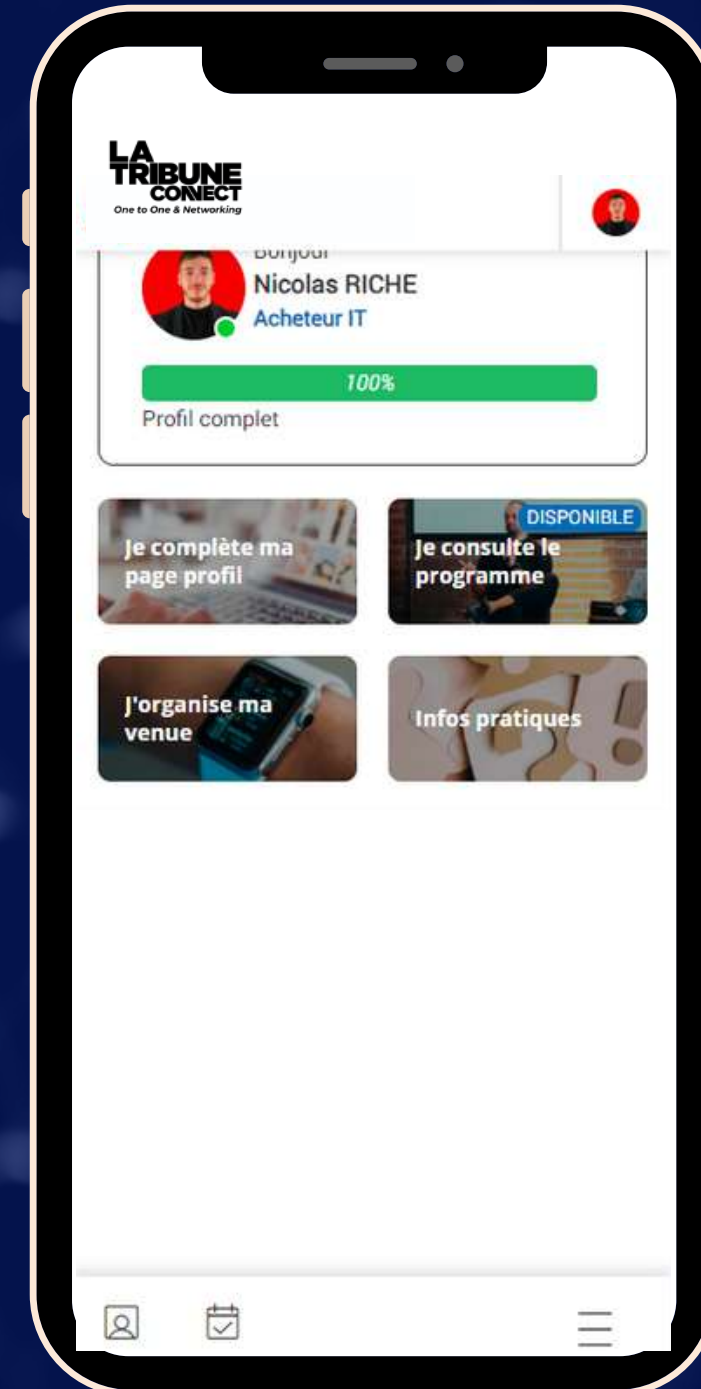 LA
TRIBUNE
CONNECT
One to One & Networking
Bonjour
Nicolas RICHE
Acheteur IT
100%
Profil complet
Je complète ma
page profil
DISPONIBLE
Je consulte le
programme
J'organise ma
venue
Infos pratiques